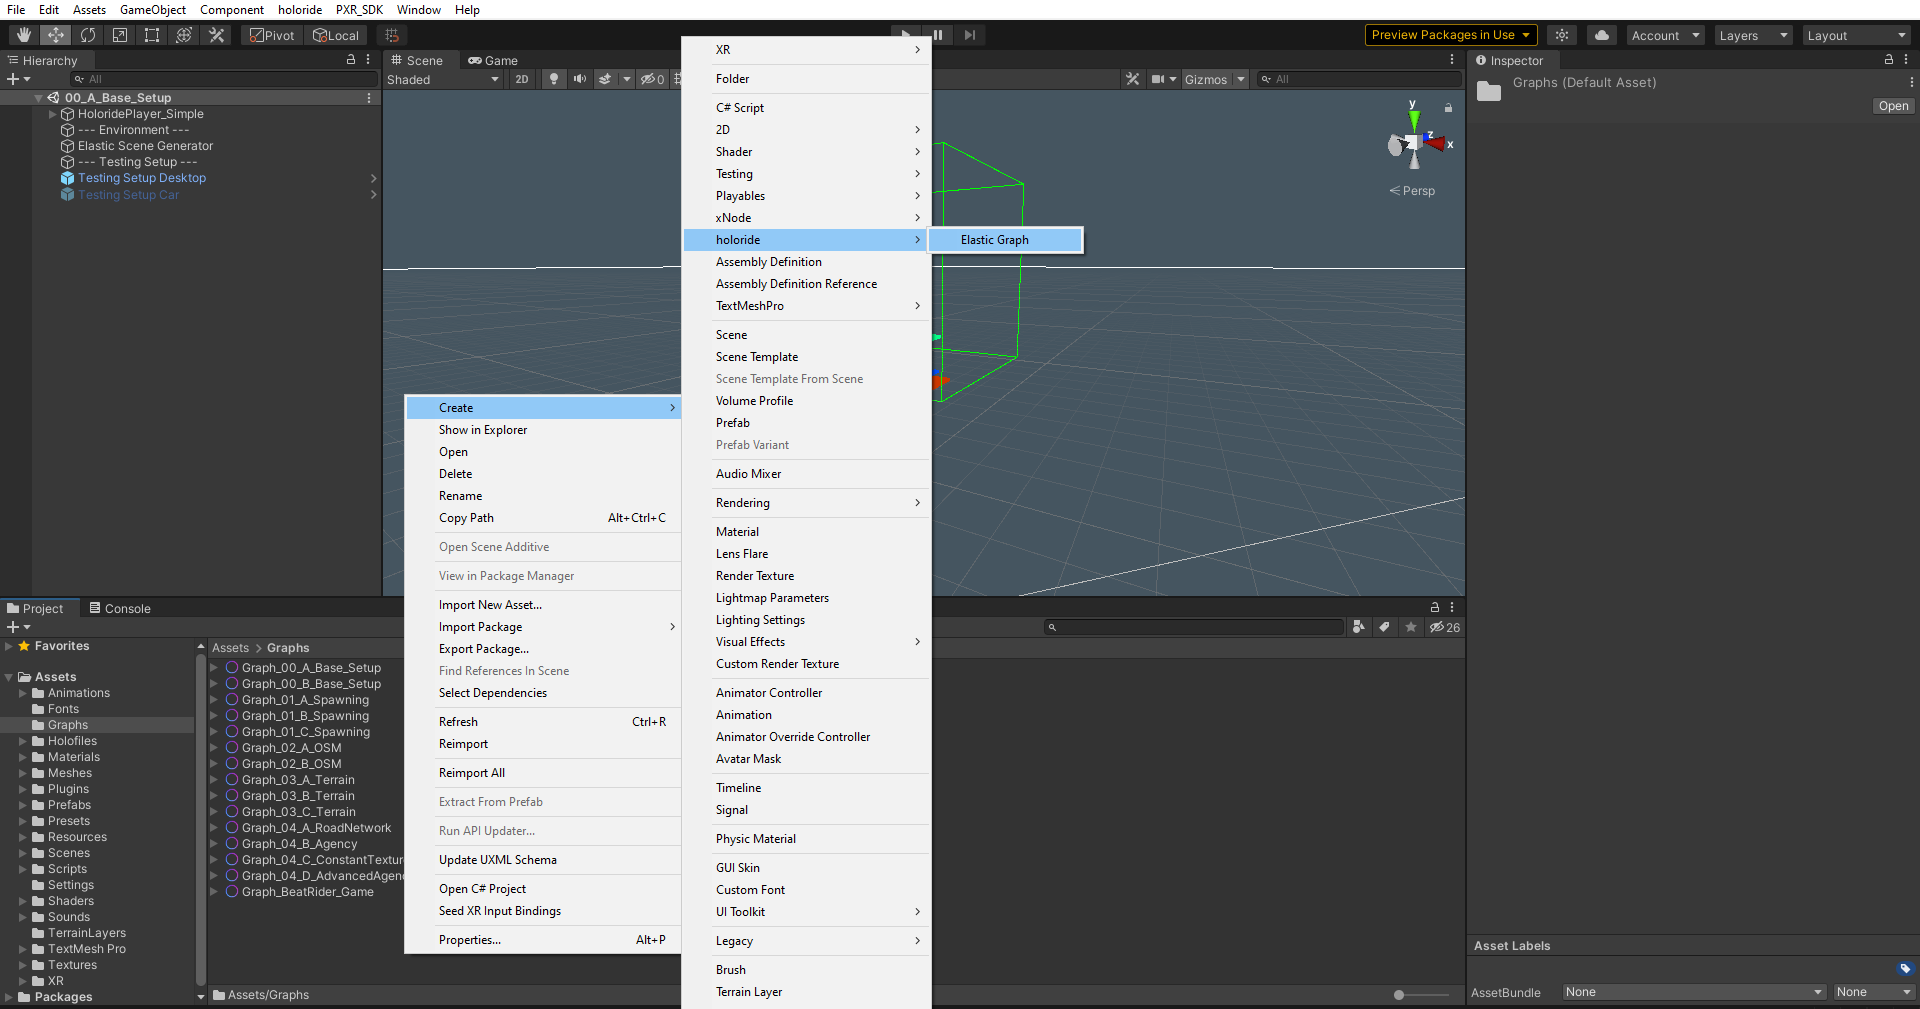 File Edit Assets GameObject Component holoride PXR_SDK Window Help
Pivot Local Preview Packages in Use Account Layers Layout
Hierarchy
All
00_A_Base_Setup
HoloridePlayer_Simple
--- Environment ---
Elastic Scene Generator
--- Testing Setup ---
Testing Setup Desktop
Testing Setup Car
Scene Game
Shaded 2D 0 Gizmos All
y
z
x
Persp
Inspector
Graphs (Default Asset)
Open
XR
Folder
C# Script
2D
Shader
Testing
Playables
xNode
holoride
Elastic Graph
Assembly Definition
Assembly Definition Reference
TextMeshPro
Scene
Scene Template
Scene Template From Scene
Volume Profile
Prefab
Prefab Variant
Audio Mixer
Rendering
Material
Lens Flare
Render Texture
Lightmap Parameters
Lighting Settings
Visual Effects
Custom Render Texture
Animator Controller
Animation
Animator Override Controller
Avatar Mask
Timeline
Signal
Physic Material
GUI Skin
Custom Font
UI Toolkit
Legacy
Brush
Terrain Layer
Create
Show in Explorer
Open
Delete
Rename
Copy Path Alt+Ctrl+C
Open Scene Additive
View in Package Manager
Import New Asset...
Import Package
Export Package...
Find References In Scene
Select Dependencies
Refresh Ctrl+R
Reimport
Reimport All
Extract From Prefab
Run API Updater...
Update UXML Schema
Open C# Project
Seed XR Input Bindings
Properties... Alt+P
Project Console
26
Favorites
Assets
Animations
Fonts
Graphs
Holofiles
Materials
Meshes
Plugins
Prefabs
Presets
Resources
Scenes
Scripts
Settings
Shaders
Sounds
TerrainLayers
TextMesh Pro
Textures
XR
Packages
Assets > Graphs
Graph_00_A_Base_Setup
Graph_00_B_Base_Setup
Graph_01_A_Spawning
Graph_01_B_Spawning
Graph_01_C_Spawning
Graph_02_A_OSM
Graph_02_B_OSM
Graph_03_A_Terrain
Graph_03_B_Terrain
Graph_03_C_Terrain
Graph_04_A_RoadNetwork
Graph_04_B_Agency
Graph_04_C_ConstantTextur
Graph_04_D_AdvancedAgen
Graph_BeatRider_Game
Assets/Graphs
Asset Labels
AssetBundle None None